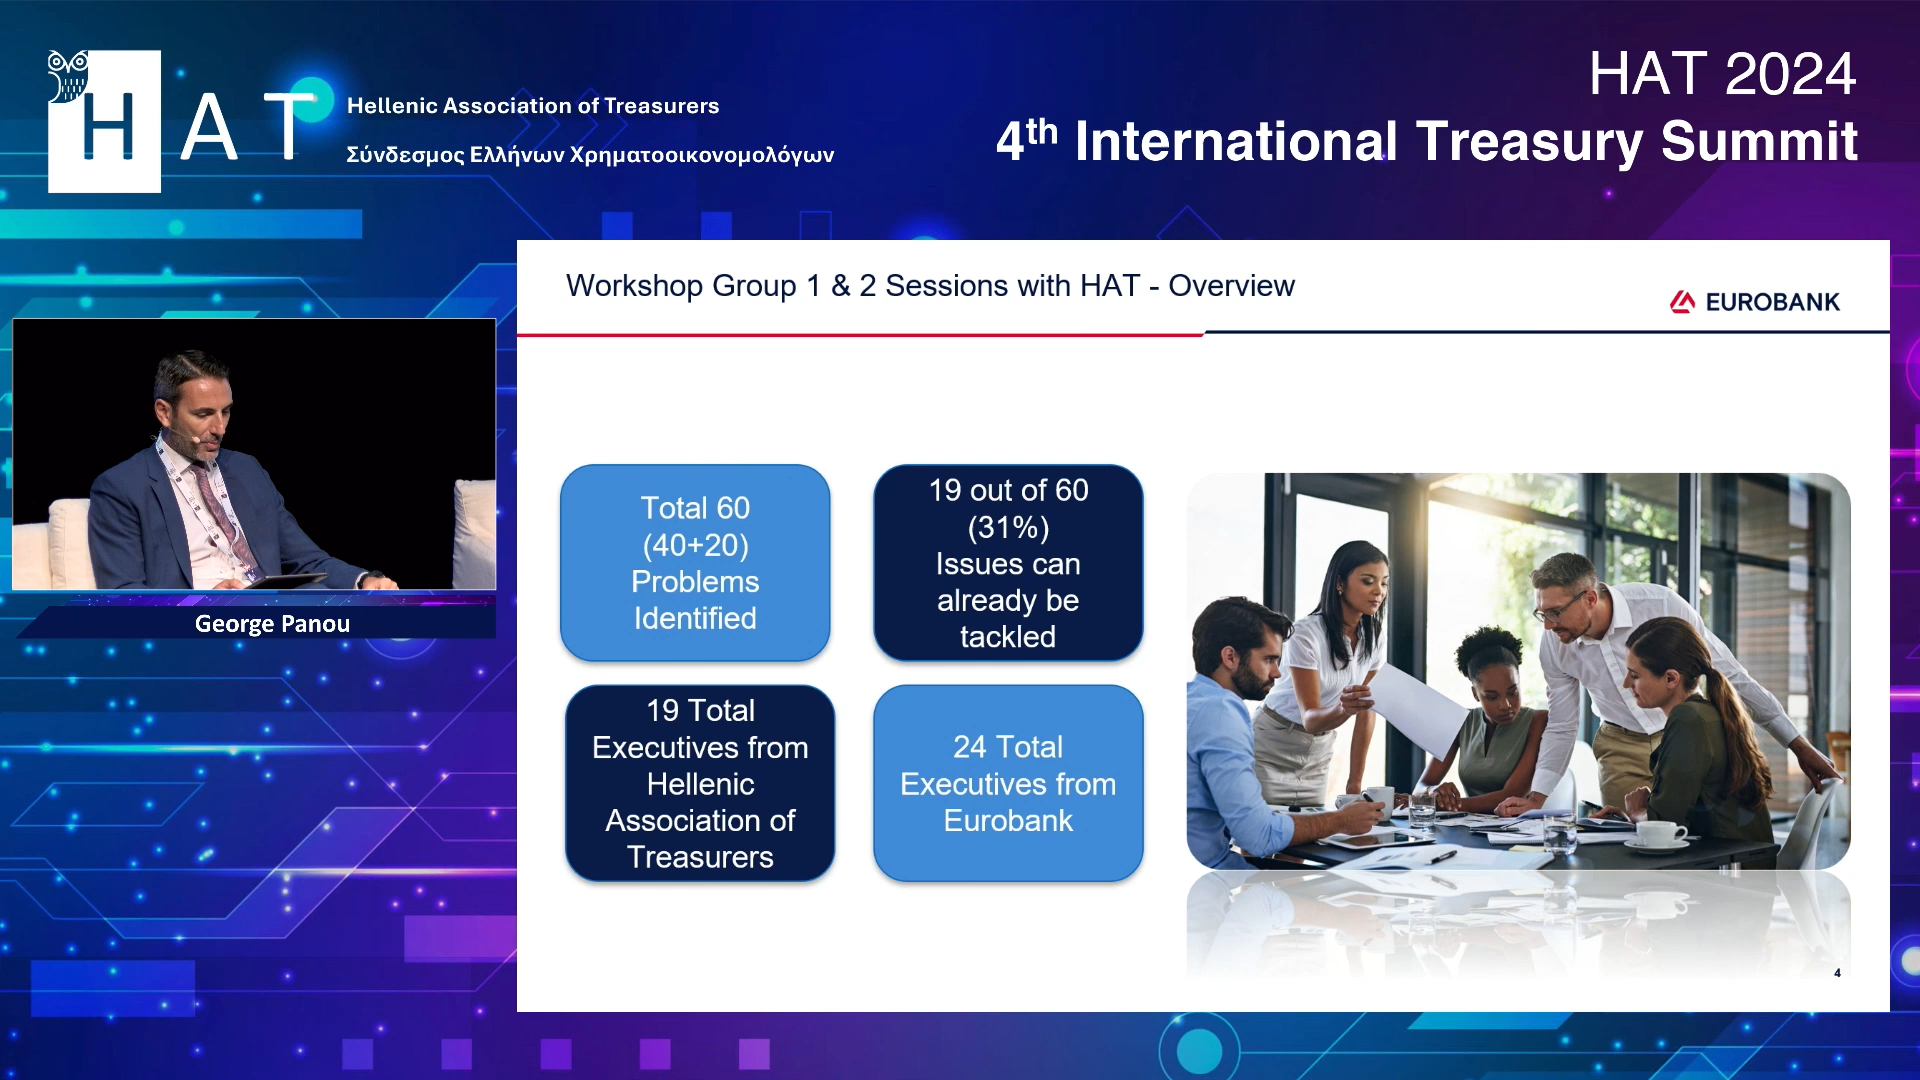 HAT
Hellenic Association of Treasurers
Σύνδεσμος Ελλήνων Χρηματοοικονομολόγων
HAT 2024
4th International Treasury Summit
George Panou
Workshop Group 1 & 2 Sessions with HAT - Overview
EUROBANK
Total 60
(40+20)
Problems
Identified
19 out of 60
(31%)
Issues can
already be
tackled
19 Total
Executives from
Hellenic
Association of
Treasurers
24 Total
Executives from
Eurobank
4